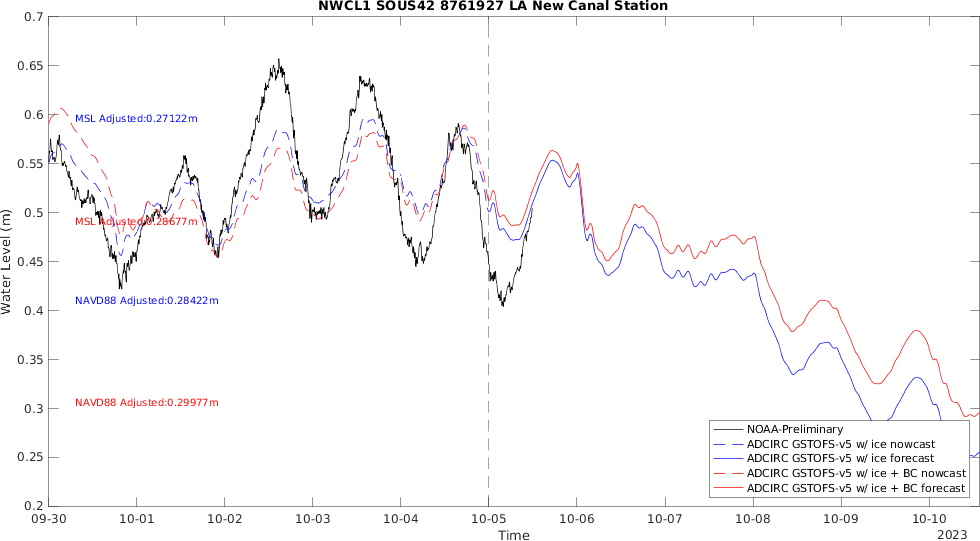 NWCL1 SOUS42 8761927 LA New Canal Station
Water Level (m)
0.7
0.65
0.6
0.55
0.5
0.45
0.4
0.35
0.3
0.25
0.2
MSL Adjusted:0.27122m
MSL Adjusted:0.28677m
NAVD88 Adjusted:0.28422m
NAVD88 Adjusted:0.29977m
NOAA-Preliminary
ADCIRC GSTOFS-v5 w/ ice nowcast
ADCIRC GSTOFS-v5 w/ ice forecast
ADCIRC GSTOFS-v5 w/ ice + BC nowcast
ADCIRC GSTOFS-v5 w/ ice + BC forecast
09-30 10-01 10-02 10-03 10-04 10-05 10-06 10-07 10-08 10-09 10-10
Time
2023